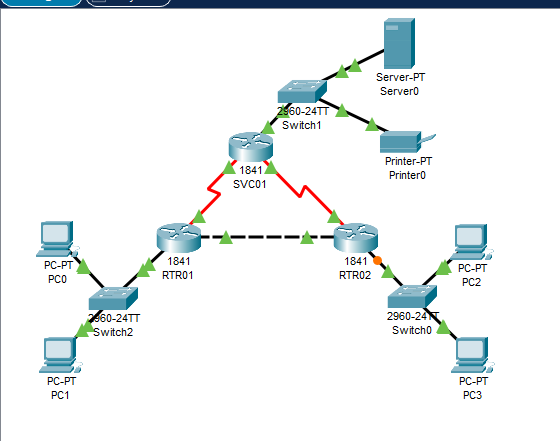 Server-PT
Server0
2960-24TT
Switch1
Printer-PT
Printer0
1841
SVC01
1841
RTR01
1841
RTR02
PC-PT
PC0
2960-24TT
Switch2
PC-PT
PC1
PC-PT
PC2
2960-24TT
Switch0
PC-PT
PC3